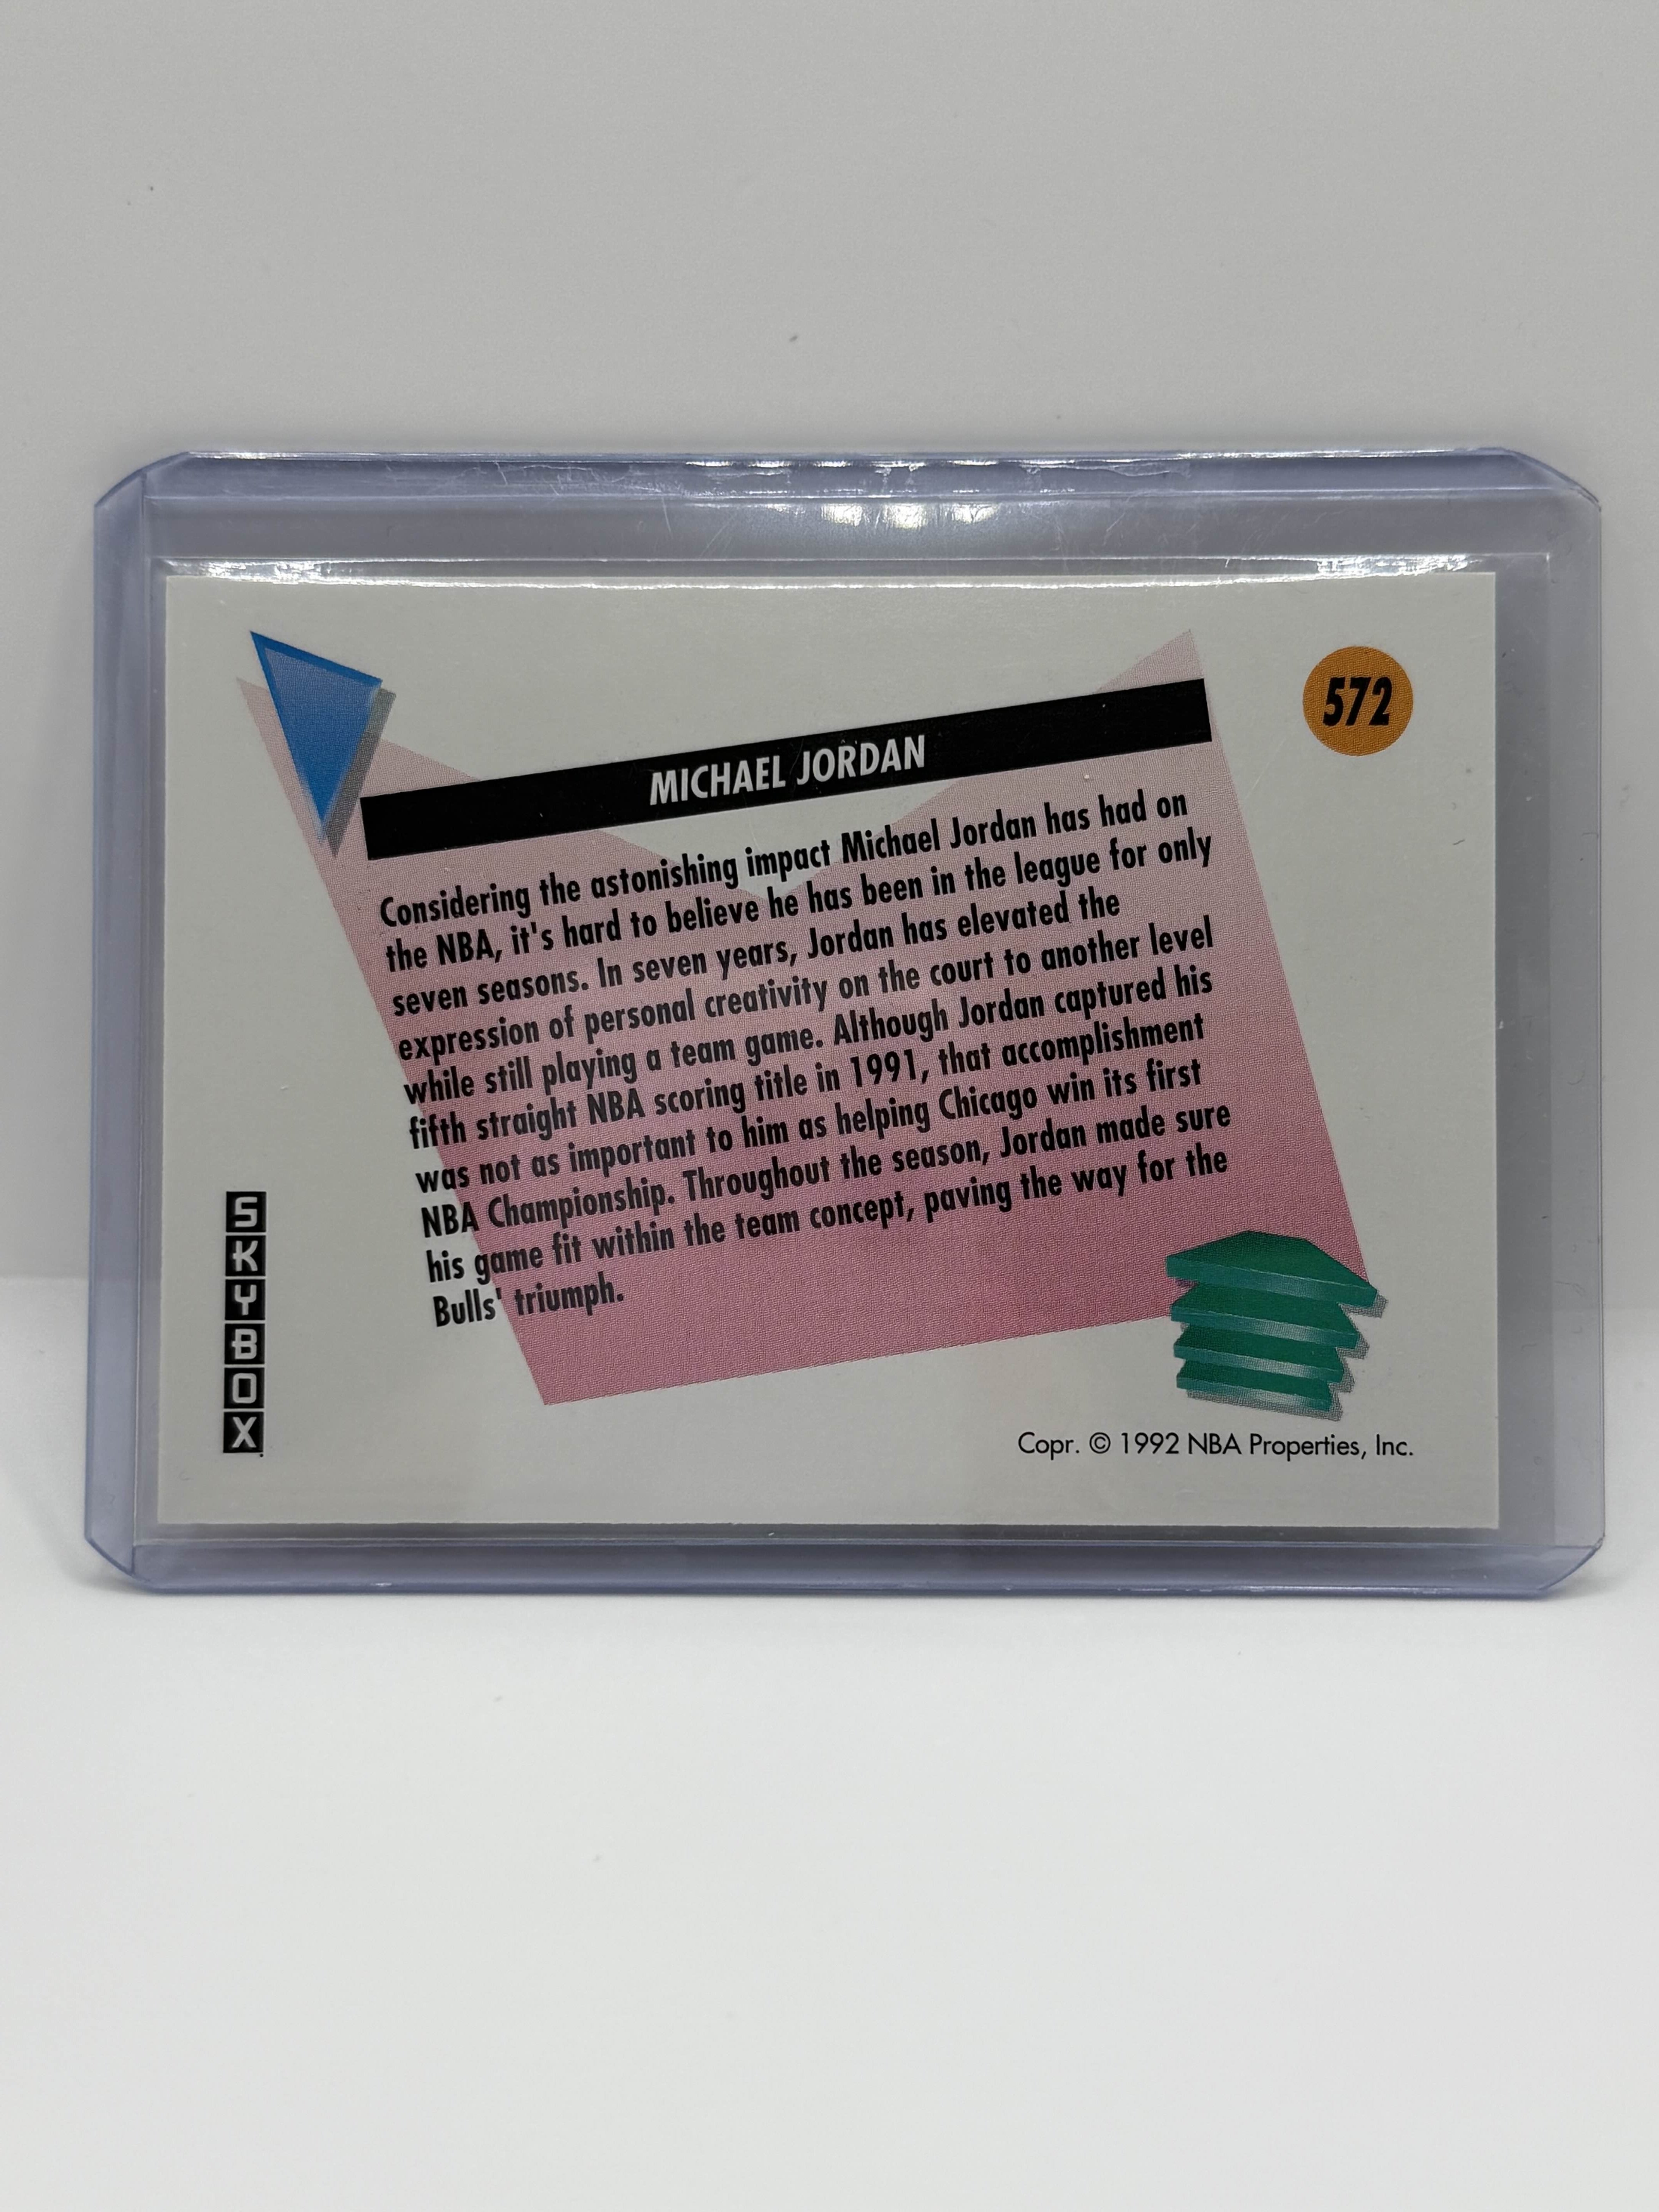 572
MICHAEL JORDAN
Considering the astonishing impact Michael Jordan has had on
the NBA, it's hard to believe he has been in the league for only
seven seasons. In seven years, Jordan has elevated the
expression of personal creativity on the court to another level
while still playing a team game. Although Jordan captured his
fifth straight NBA scoring title in 1991, that accomplishment
was not as important to him as helping Chicago win its first
NBA Championship. Throughout the season, Jordan made sure
his game fit within the team concept, paving the way for the
Bulls' triumph.
SKYBOX
Copr. © 1992 NBA Properties, Inc.